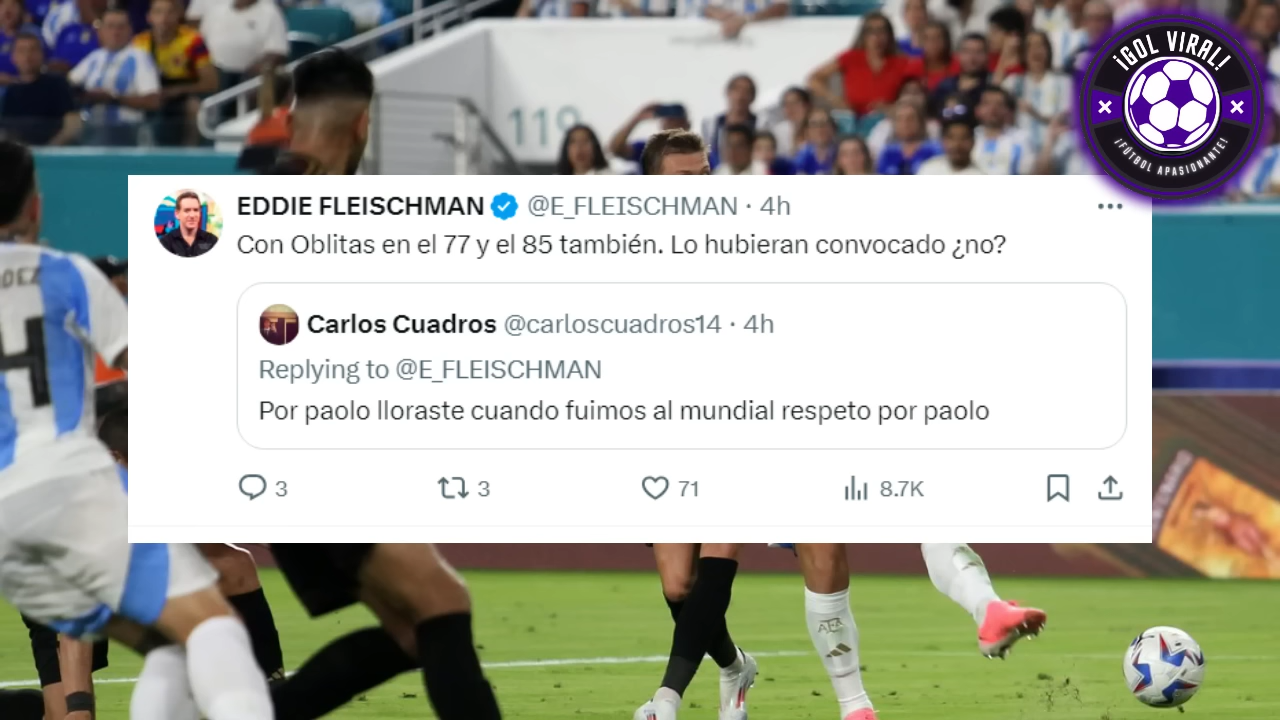 ¡GOL VIRAL!
¡FÚTBOL APASIONANTE!
119
EDDIE FLEISCHMAN @E_FLEISCHMAN · 4h
Con Oblitas en el 77 y el 85 también. Lo hubieran convocado ¿no?
Carlos Cuadros @carloscuadros14 · 4h
Replying to @E_FLEISCHMAN
Por paolo lloraste cuando fuimos al mundial respeto por paolo
3 3 71 8.7K
4
AFA